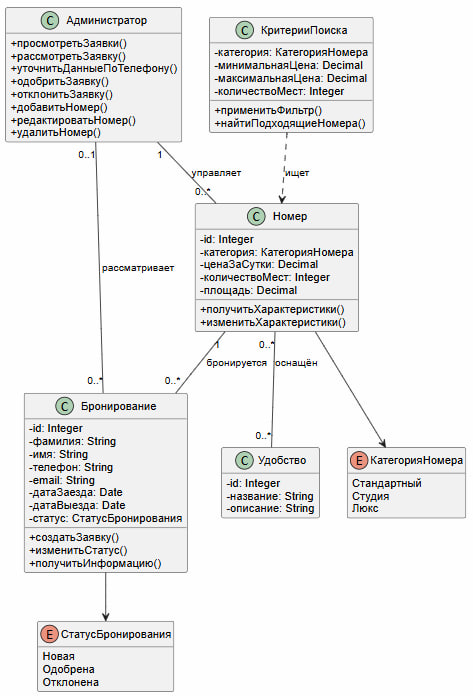 C Администратор
+просмотретьЗаявки()
+рассмотретьЗаявку()
+уточнитьДанныеПоТелефону()
+одобритьЗаявку()
+отклонитьЗаявку()
+добавитьНомер()
+редактироватьНомер()
+удалитьНомер()
C КритерииПоиска
-категория: КатегорияНомера
-минимальнаяЦена: Decimal
-максимальнаяЦена: Decimal
-количествоМест: Integer
+применитьФильтр()
+найтиПодходящиеНомера()
0..1
1
управляет
0..*
ищет
C Номер
-id: Integer
-категория: КатегорияНомера
-ценаЗаСутки: Decimal
-количествоМест: Integer
-площадь: Decimal
+получитьХарактеристики()
+изменитьХарактеристики()
рассматривает
1
0..*
бронируется
оснащён
0..*
0..*
0..*
C Бронирование
-id: Integer
-фамилия: String
-имя: String
-телефон: String
-email: String
-датаЗаезда: Date
-датаВыезда: Date
-статус: СтатусБронирования
+создатьЗаявку()
+изменитьСтатус()
+получитьИнформацию()
C Удобство
-id: Integer
-название: String
-описание: String
E КатегорияНомера
Стандартный
Студия
Люкс
E СтатусБронирования
Новая
Одобрена
Отклонена